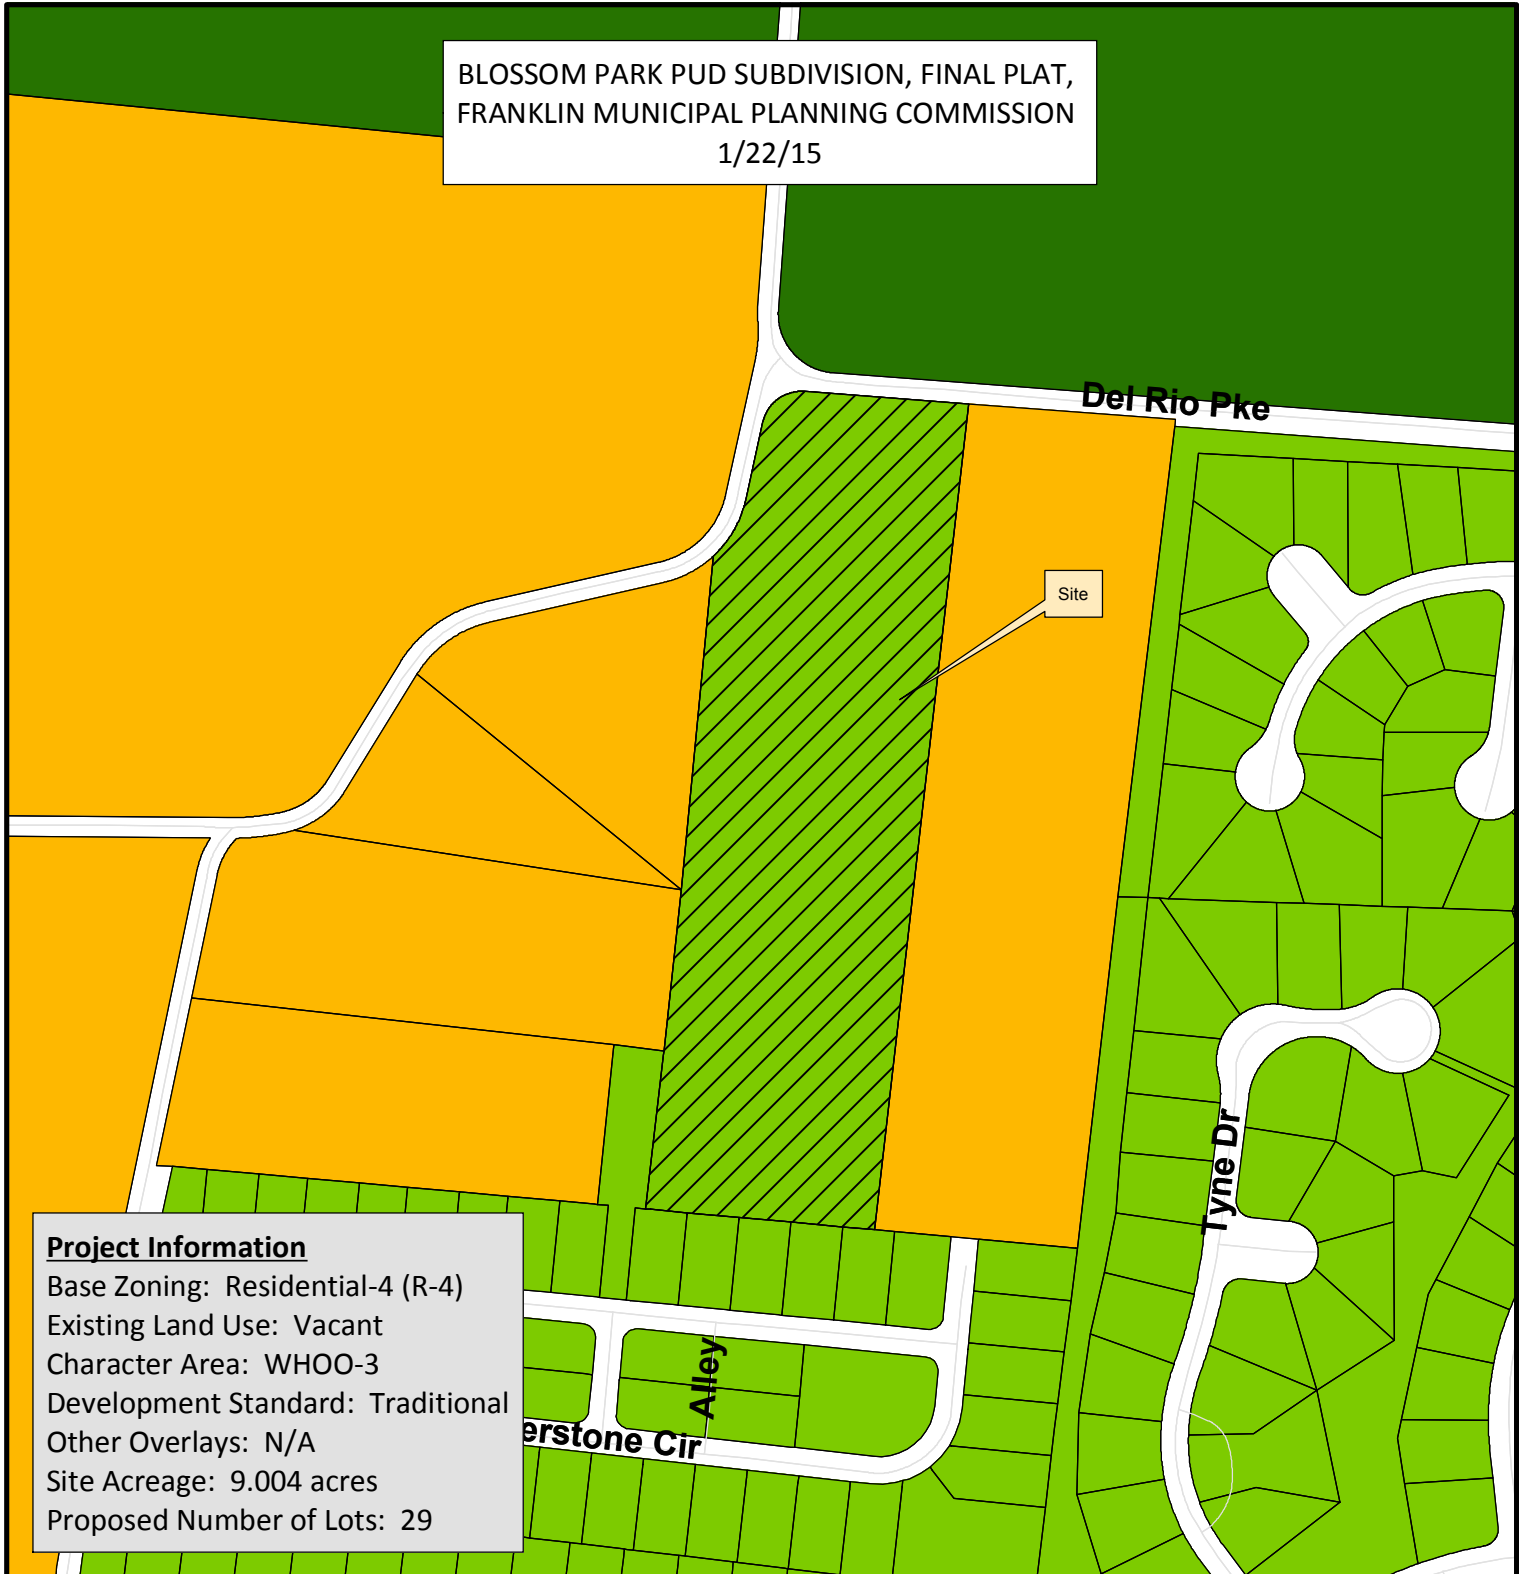 BLOSSOM PARK PUD SUBDIVISION, FINAL PLAT,
FRANKLIN MUNICIPAL PLANNING COMMISSION
1/22/15
Del Rio Pke
Site
Tyne Dr
Project Information
Base Zoning: Residential-4 (R-4)
Existing Land Use: Vacant
Character Area: WHOO-3
Development Standard: Traditional
Other Overlays: N/A
Site Acreage: 9.004 acres
Proposed Number of Lots: 29
Alley
erstone Cir